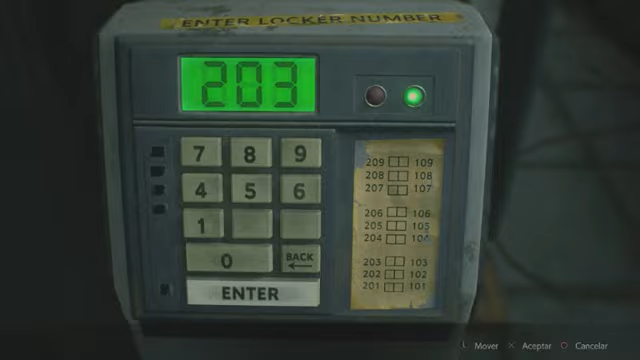 ENTER LOCKER NUMBER
203
7 8 9
4 5 6
1
0 BACK
ENTER
209 109
208 108
207 107
206 106
205 105
204
203 103
202 102
201 101
Mover Aceptar Cancelar